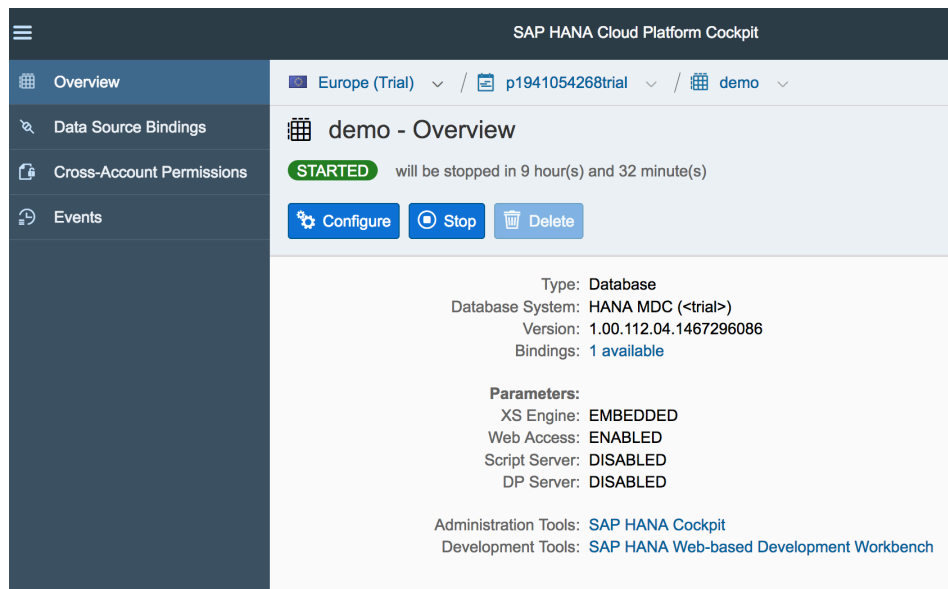 SAP HANA Cloud Platform Cockpit
Overview
Data Source Bindings
Cross-Account Permissions
Events
Europe (Trial) / p1941054268trial / demo
demo - Overview
STARTED will be stopped in 9 hour(s) and 32 minute(s)
Configure Stop Delete
Type: Database
Database System: HANA MDC (<trial>)
Version: 1.00.112.04.1467296086
Bindings: 1 available
Parameters:
XS Engine: EMBEDDED
Web Access: ENABLED
Script Server: DISABLED
DP Server: DISABLED
Administration Tools: SAP HANA Cockpit
Development Tools: SAP HANA Web-based Development Workbench